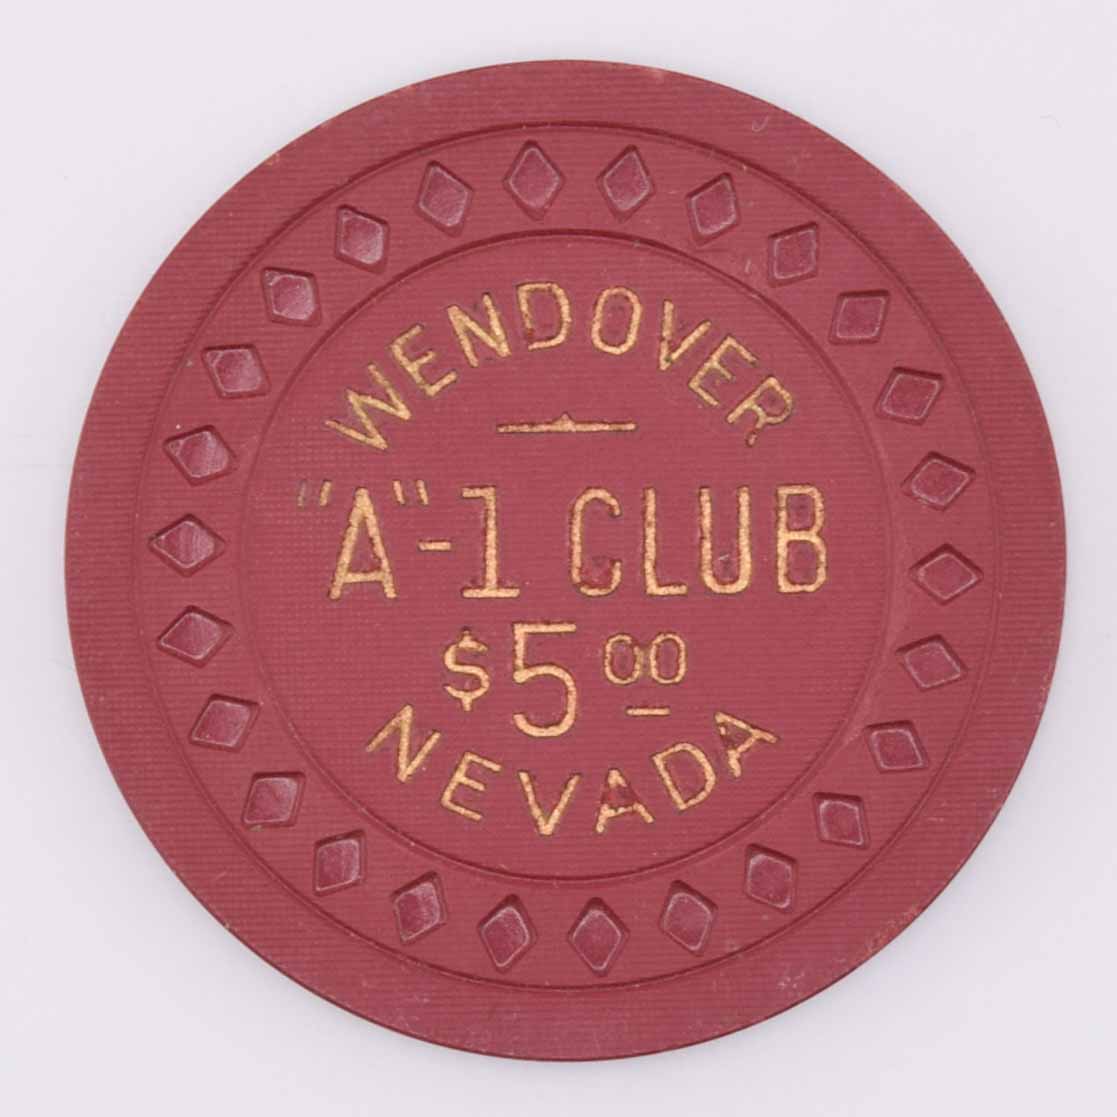 WENDOVER
"A"-1 CLUB
$5 00
NEVADA